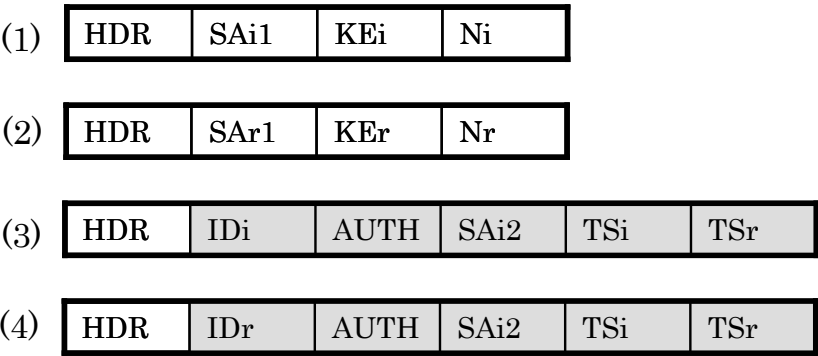 (1) HDR SAi1 KEi Ni
(2) HDR SAr1 KEr Nr
(3) HDR IDi AUTH SAi2 TSi TSr
(4) HDR IDr AUTH SAi2 TSi TSr